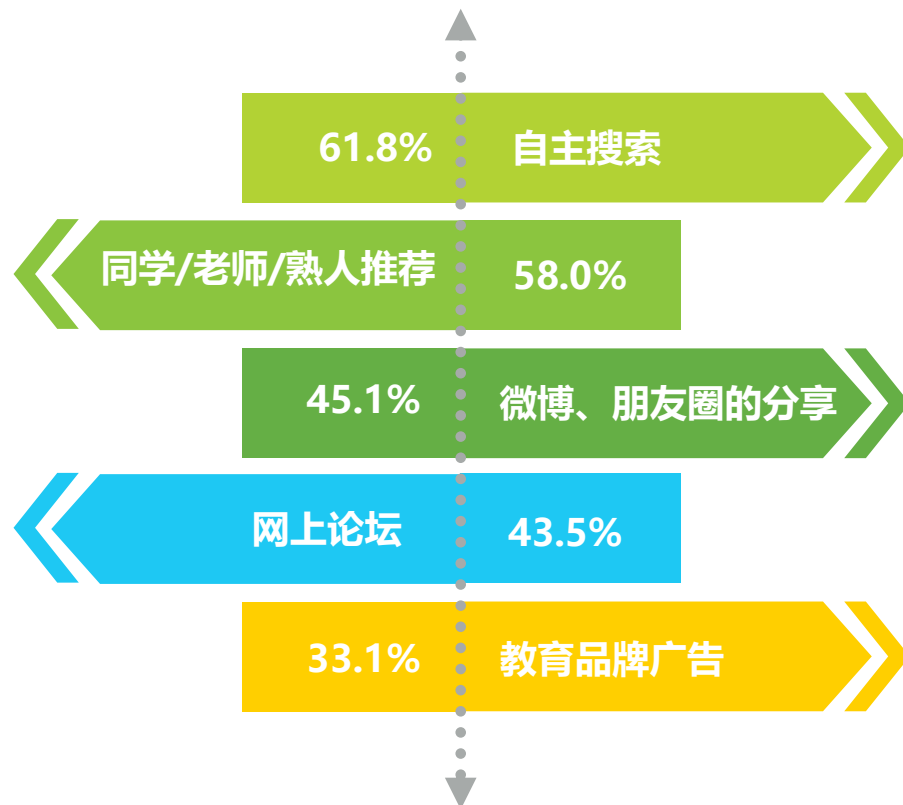 61.8% 自主搜索
同学/老师/熟人推荐 58.0%
45.1% 微博、朋友圈的分享
网上论坛 43.5%
33.1% 教育品牌广告